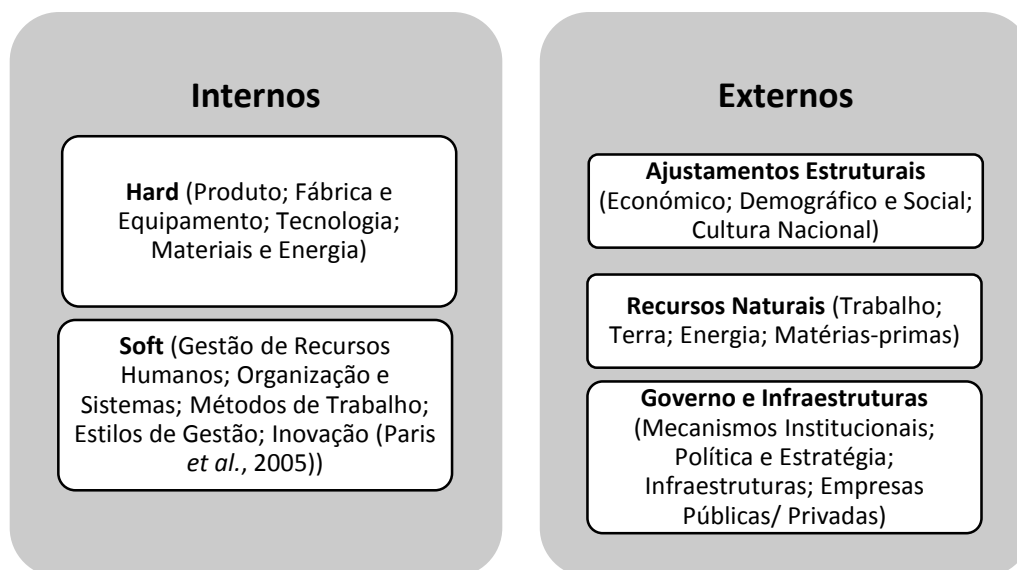 Internos
Hard (Produto; Fábrica e
Equipamento; Tecnologia;
Materiais e Energia)
Soft (Gestão de Recursos
Humanos; Organização e
Sistemas; Métodos de Trabalho;
Estilos de Gestão; Inovação (Paris
et al., 2005))
Externos
Ajustamentos Estruturais
(Económico; Demográfico e Social;
Cultura Nacional)
Recursos Naturais (Trabalho;
Terra; Energia; Matérias-primas)
Governo e Infraestruturas
(Mecanismos Institucionais;
Política e Estratégia;
Infraestruturas; Empresas
Públicas/ Privadas)